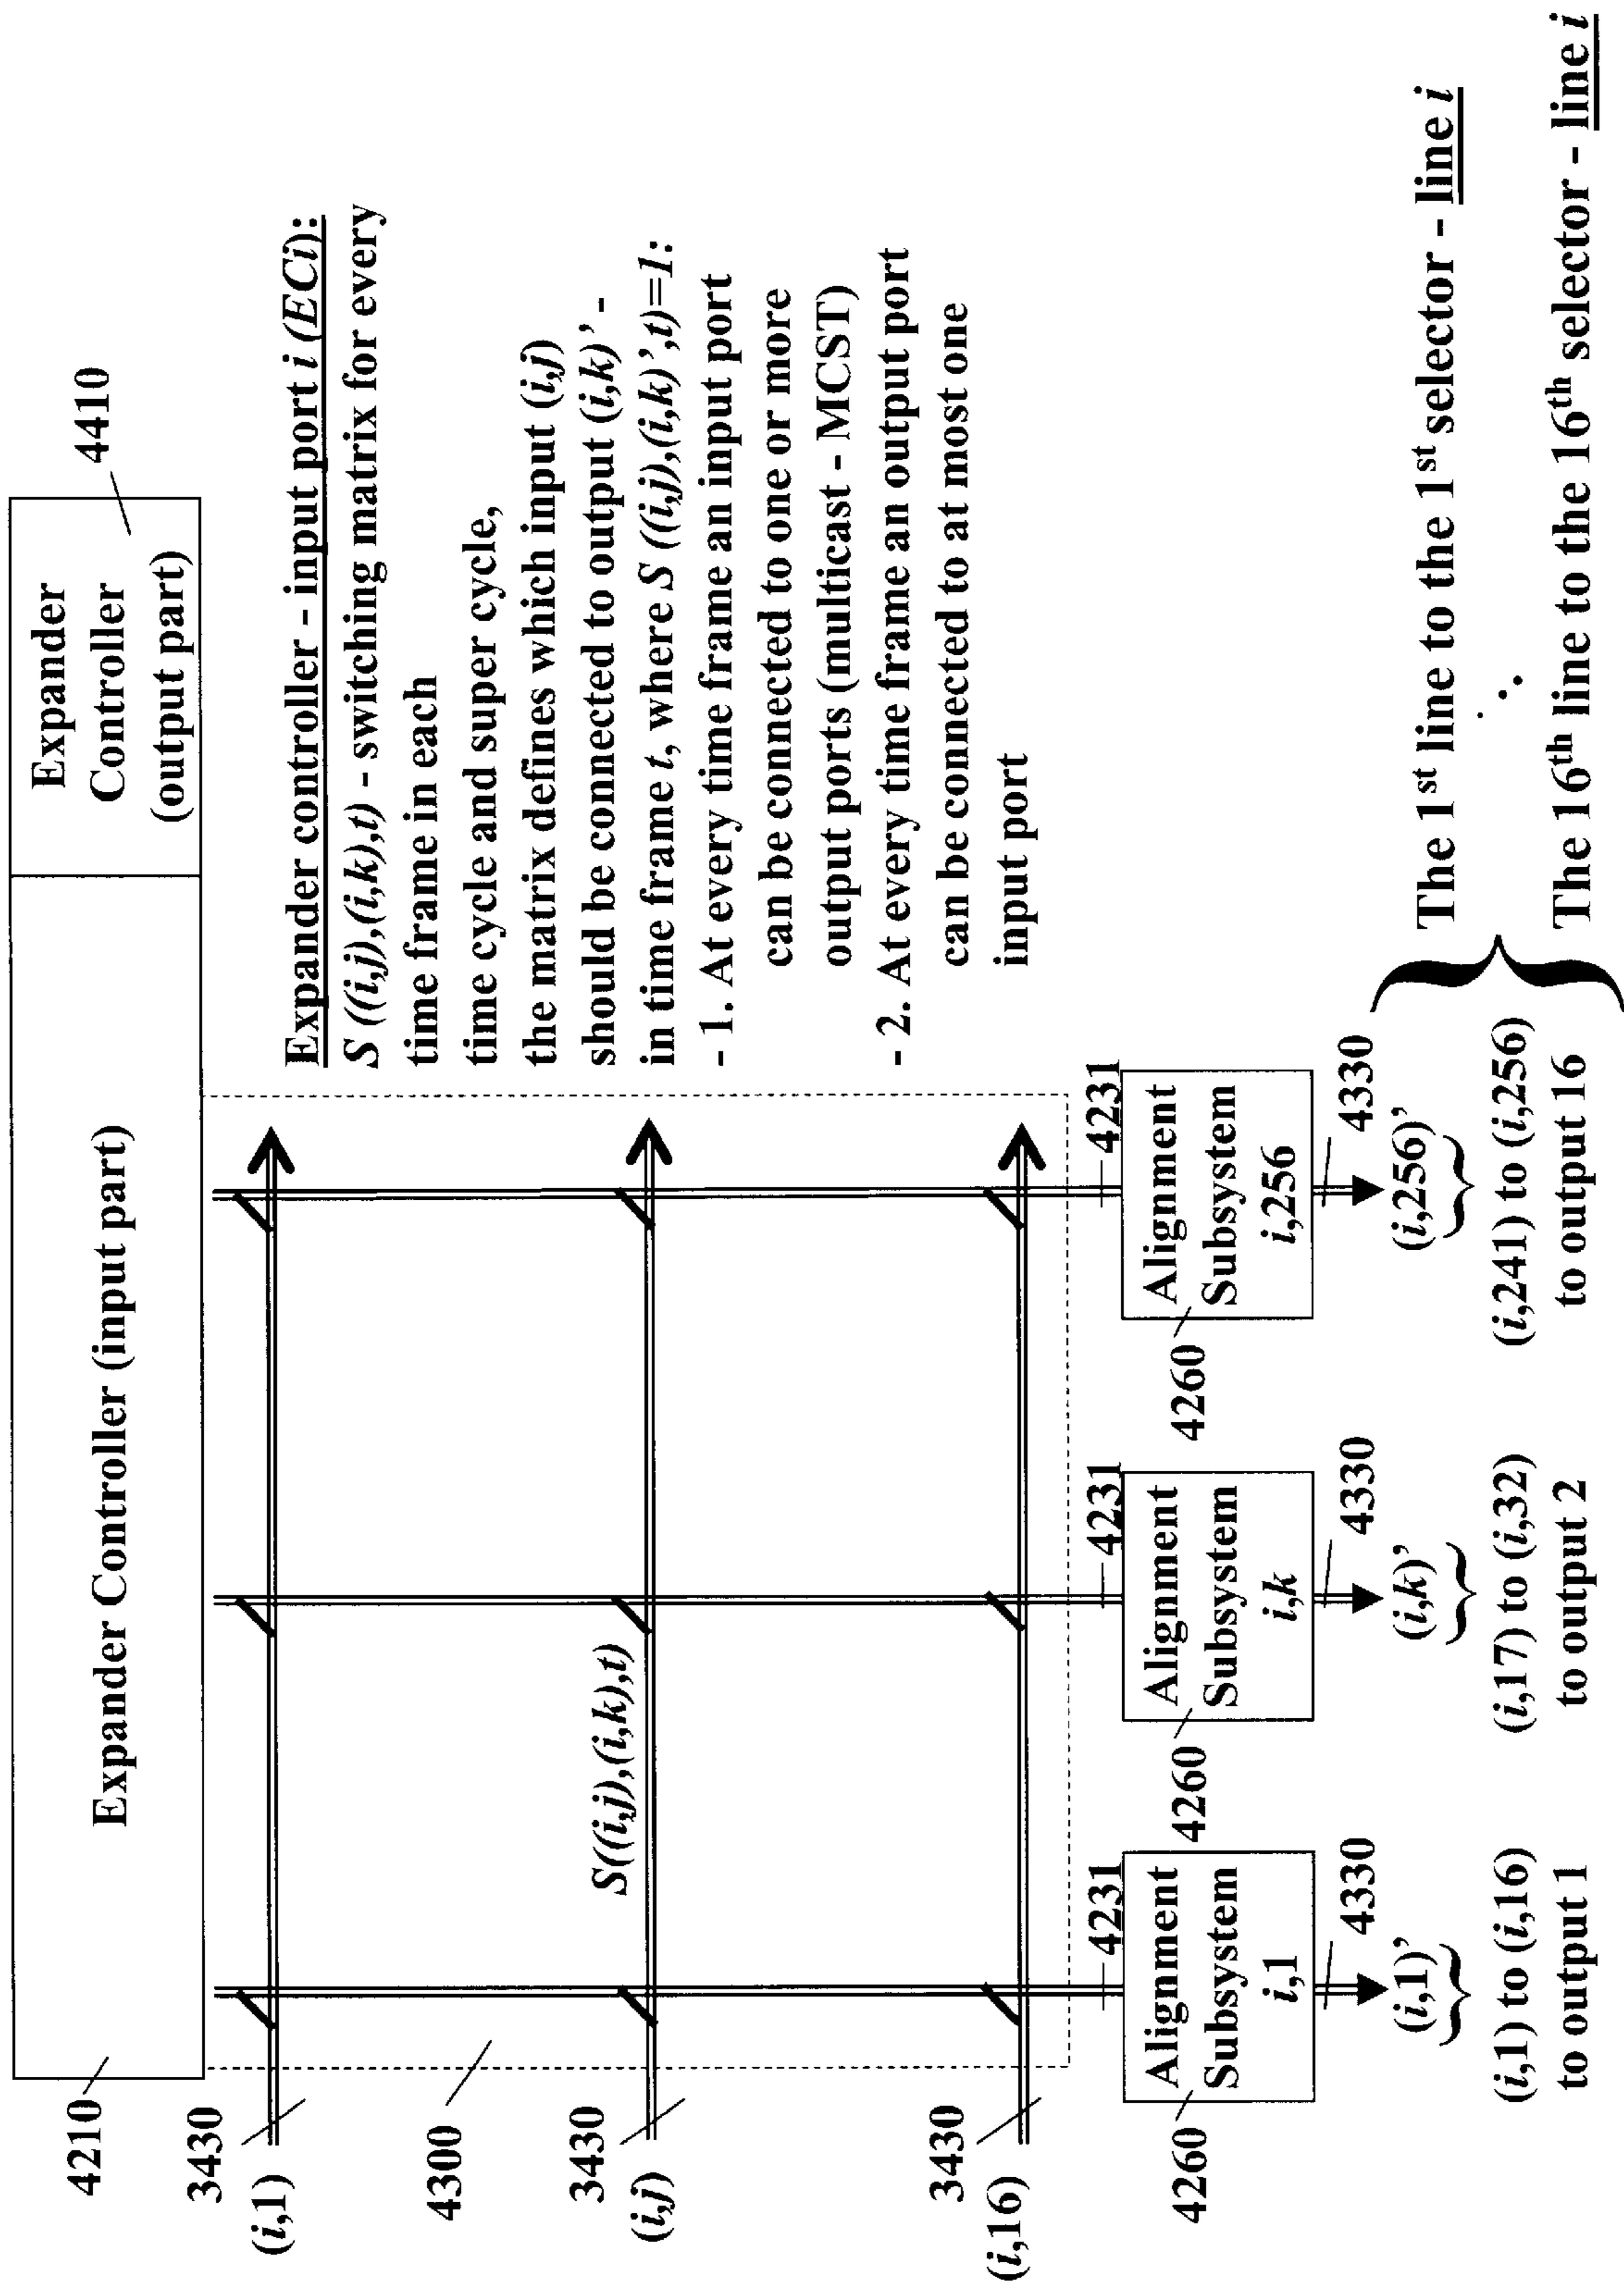 Expander Controller (input part)
Expander
Controller
(output part)
4410
4210
3430
(i,1)
4300
3430
(i,j)
3430
(i,16)
S((i,j),(i,k),t)
Expander controller - input port i (ECi):
S ((i,j),(i,k),t) - switching matrix for every
time frame in each
time cycle and super cycle,
the matrix defines which input (i,j)
should be connected to output (i,k)’ -
in time frame t, where S ((i,j),(i,k)’,t)=1:
- 1. At every time frame an input port
can be connected to one or more
output ports (multicast - MCST)
- 2. At every time frame an output port
can be connected to at most one
input port
4231
4231
4231
4260
Alignment
Subsystem
i,1
4260
Alignment
Subsystem
i,k
4260
Alignment
Subsystem
i,256
4330
4330
4330
(i,1)’
(i,k)’
(i,256)’
(i,1) to (i,16)
to output 1
(i,17) to (i,32)
to output 2
(i,241) to (i,256)
to output 16
The 1st line to the 1st selector - line i
The 16th line to the 16th selector - line i